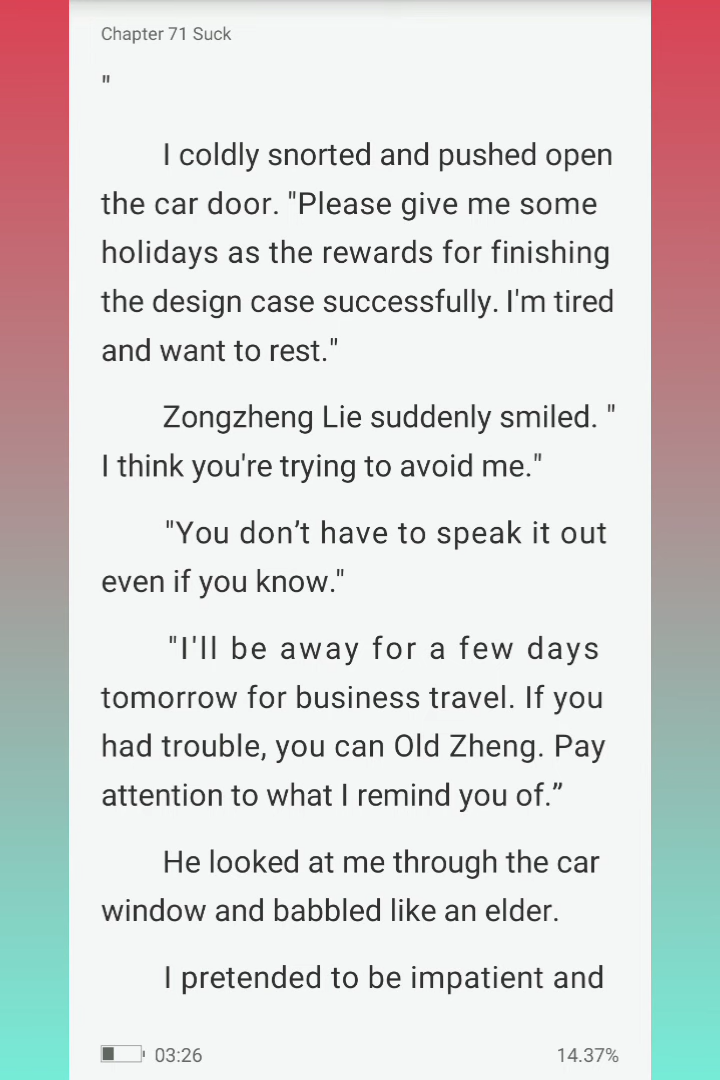 Chapter 71 Suck
"
I coldly snorted and pushed open
the car door. "Please give me some
holidays as the rewards for finishing
the design case successfully. I'm tired
and want to rest."
Zongzheng Lie suddenly smiled. "
I think you're trying to avoid me."
"You don’t have to speak it out
even if you know."
"I'll be away for a few days
tomorrow for business travel. If you
had trouble, you can Old Zheng. Pay
attention to what I remind you of.”
He looked at me through the car
window and babbled like an elder.
I pretended to be impatient and
03:26 14.37%